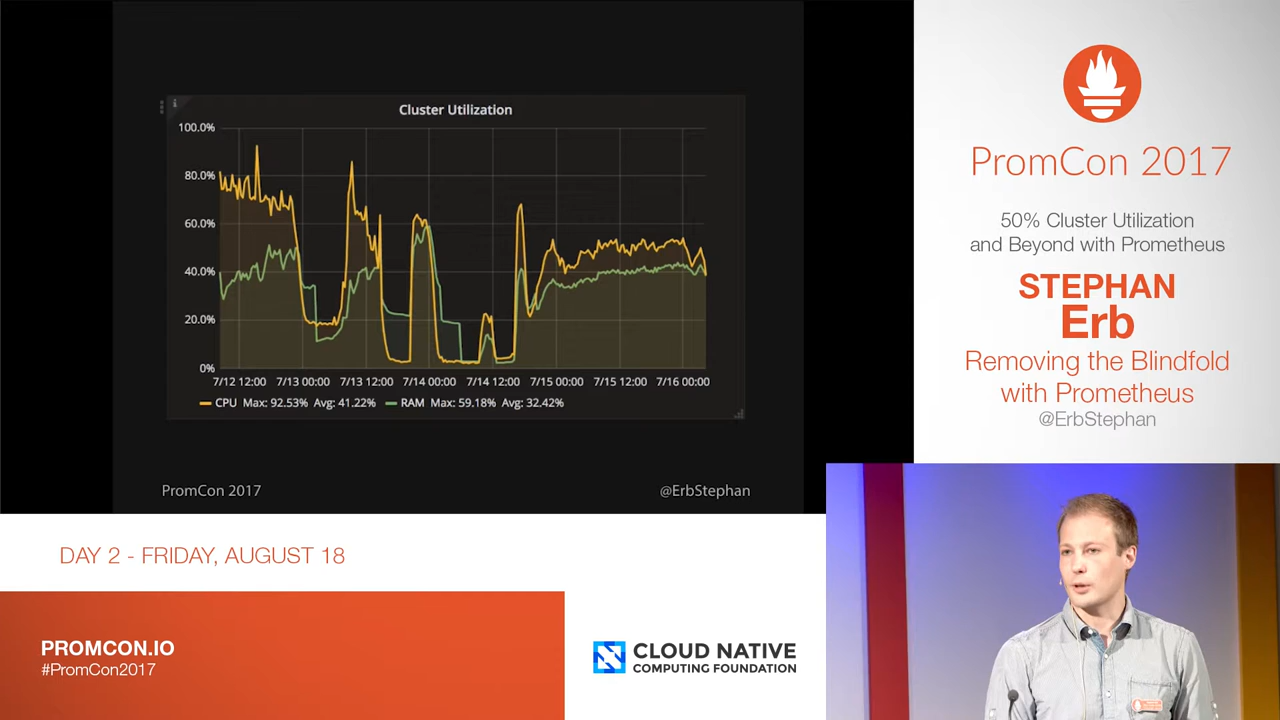 Cluster Utilization
100.0%
80.0%
60.0%
40.0%
20.0%
0%
7/12 12:00 7/13 00:00 7/13 12:00 7/14 00:00 7/14 12:00 7/15 00:00 7/15 12:00 7/16 00:00
CPU Max: 92.53% Avg: 41.22% RAM Max: 59.18% Avg: 32.42%
PromCon 2017 @ErbStephan
PromCon 2017
50% Cluster Utilization
and Beyond with Prometheus
STEPHAN
Erb
Removing the Blindfold
with Prometheus
@ErbStephan
DAY 2 - FRIDAY, AUGUST 18
PROMCON.IO
#PromCon2017
CLOUD NATIVE
COMPUTING FOUNDATION